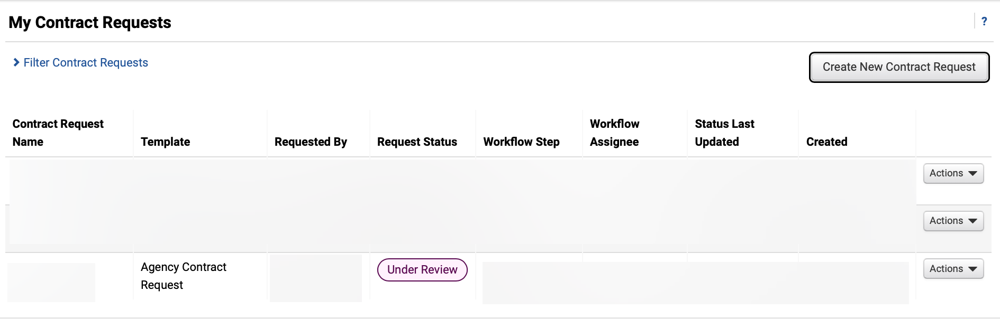 My Contract Requests
?
Filter Contract Requests
Create New Contract Request
Contract Request
Name
Template
Requested By
Request Status
Workflow Step
Workflow
Assignee
Status Last
Updated
Created
Actions
Actions
Agency Contract
Request
Under Review
Actions